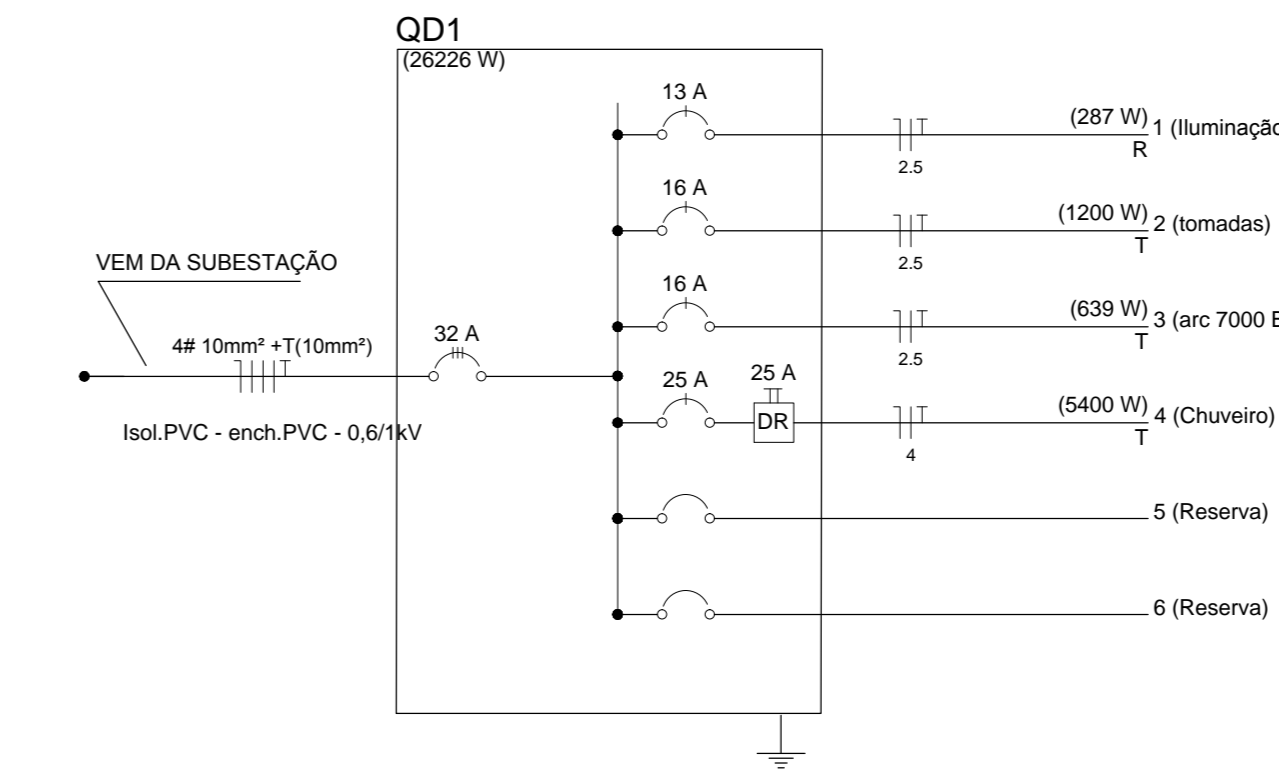 QD1
(26226 W)
13 A
(287 W)
1 (Iluminação
R
2.5
16 A
(1200 W)
2 (tomadas)
T
2.5
VEM DA SUBESTAÇÃO
16 A
(639 W)
3 (arc 7000 B
T
2.5
4# 10mm² +T(10mm²)
32 A
25 A
25 A
DR
(5400 W)
4 (Chuveiro)
T
4
Isol.PVC - ench.PVC - 0,6/1kV
5 (Reserva)
6 (Reserva)